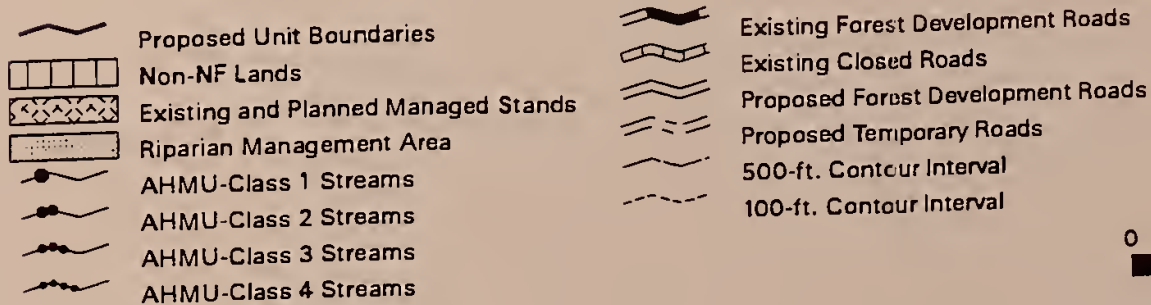 Proposed Unit Boundaries
Non-NF Lands
Existing and Planned Managed Stands
Riparian Management Area
AHMU-Class 1 Streams
AHMU-Class 2 Streams
AHMU-Class 3 Streams
AHMU-Class 4 Streams
Existing Forest Development Roads
Existing Closed Roads
Proposed Forest Development Roads
Proposed Temporary Roads
500-ft. Contour Interval
100-ft. Contour Interval
0